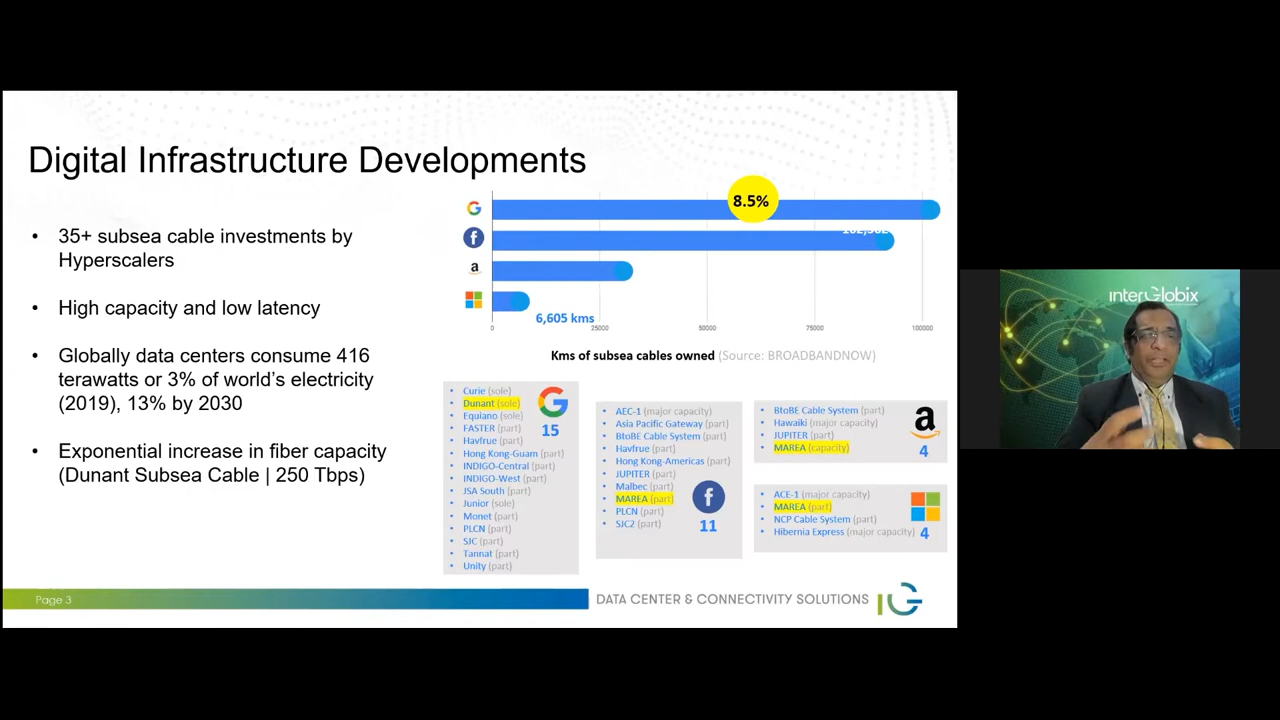 Digital Infrastructure Developments
• 35+ subsea cable investments by
Hyperscalers
• High capacity and low latency
• Globally data centers consume 416
terawatts or 3% of world's electricity
(2019), 13% by 2030
• Exponential increase in fiber capacity
(Dunant Subsea Cable | 250 Tbps)
8.5%
6,605 kms
0 25000 50000 75000 100000
Kms of subsea cables owned (Source: BROADBANDNOW)
• Curie (sole)
• Dunant (sole)
• Equiano (sole)
• FASTER (part)
• Havfrue (part)
• Hong Kong-Guam (part)
• INDIGO-Central (part)
• INDIGO-West (part)
• JSA South (part)
• Junior (sole)
• Monet (part)
• PLCN (part)
• SJC (part)
• Tannat (part)
• Unity (part)
15
• AEC-1 (major capacity)
• Asia Pacific Gateway (part)
• BtoBE Cable System (part)
• Havfrue (part)
• Hong Kong-Americas (part)
• JUPITER (part)
• Malbec (part)
• MAREA (part)
• PLCN (part)
• SJC2 (part)
11
• BtoBE Cable System (part)
• Hawaiki (major capacity)
• JUPITER (part)
• MAREA (capacity)
4
• ACE-1 (major capacity)
• MAREA (part)
• NCP Cable System (part)
• Hibernia Express (major capacity)
4
Page 3
DATA CENTER & CONNECTIVITY SOLUTIONS
interGlobix